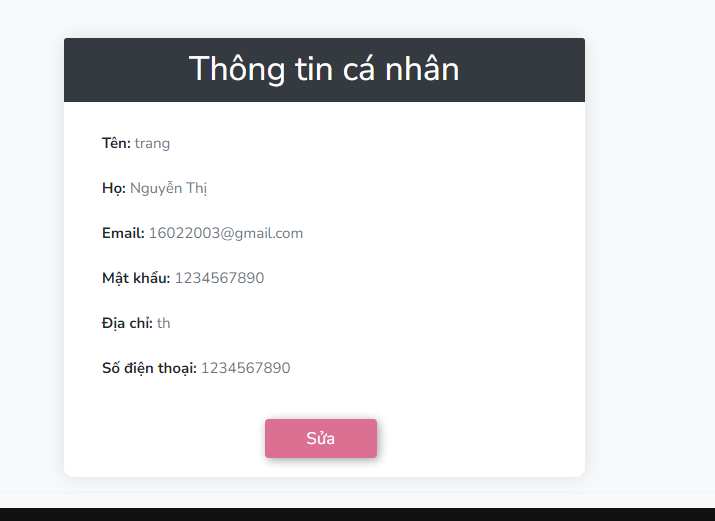 Thông tin cá nhân
Tên: trang
Họ: Nguyễn Thị
Email: 16022003@gmail.com
Mật khẩu: 1234567890
Địa chỉ: th
Số điện thoại: 1234567890
Sửa